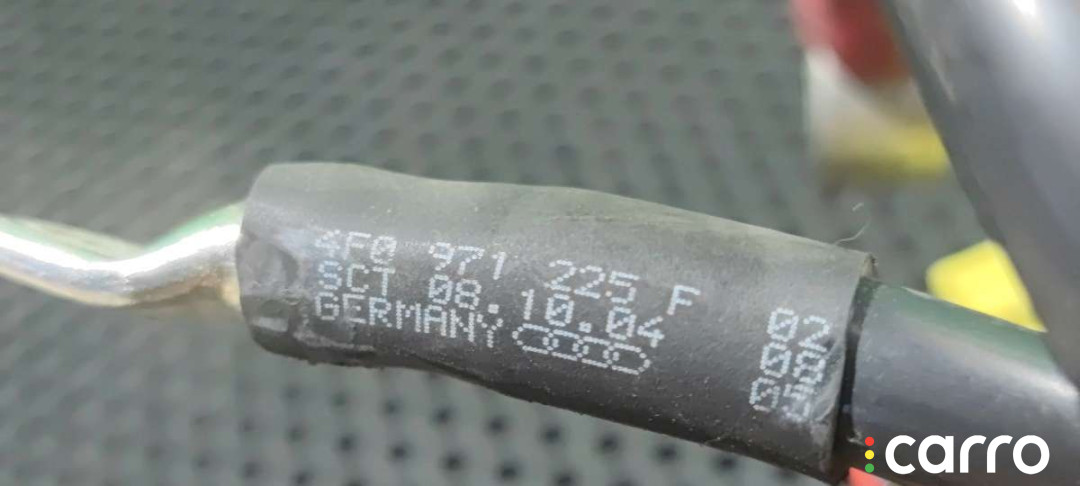 4F0 971 225 F
SCT 08.10.04
GERMANY
02
08
05
carro